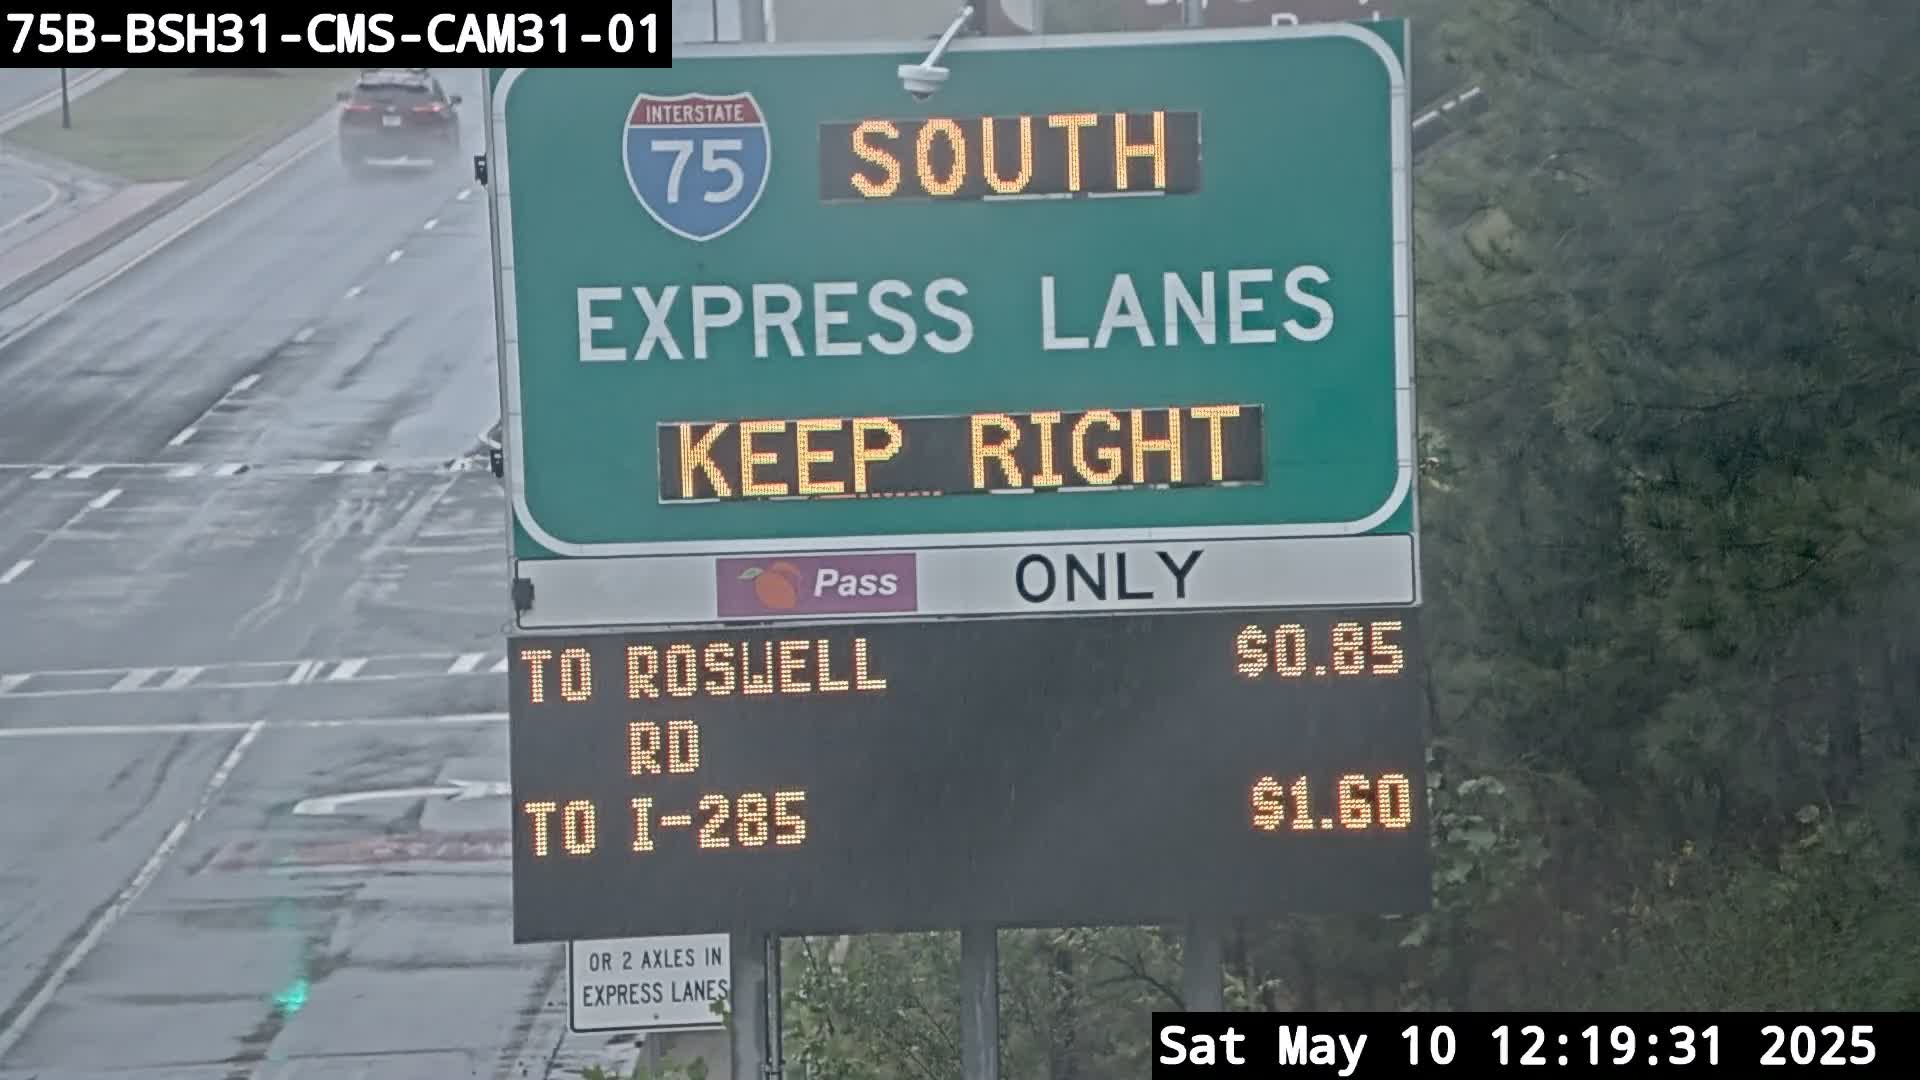 75B-BSH31-CMS-CAM31-01
INTERSTATE
75
SOUTH
EXPRESS LANES
KEEP RIGHT
Pass ONLY
TO ROSWELL $0.85
RD
TO I-285 $1.60
OR 2 AXLES IN
EXPRESS LANES
Sat May 10 12:19:31 2025